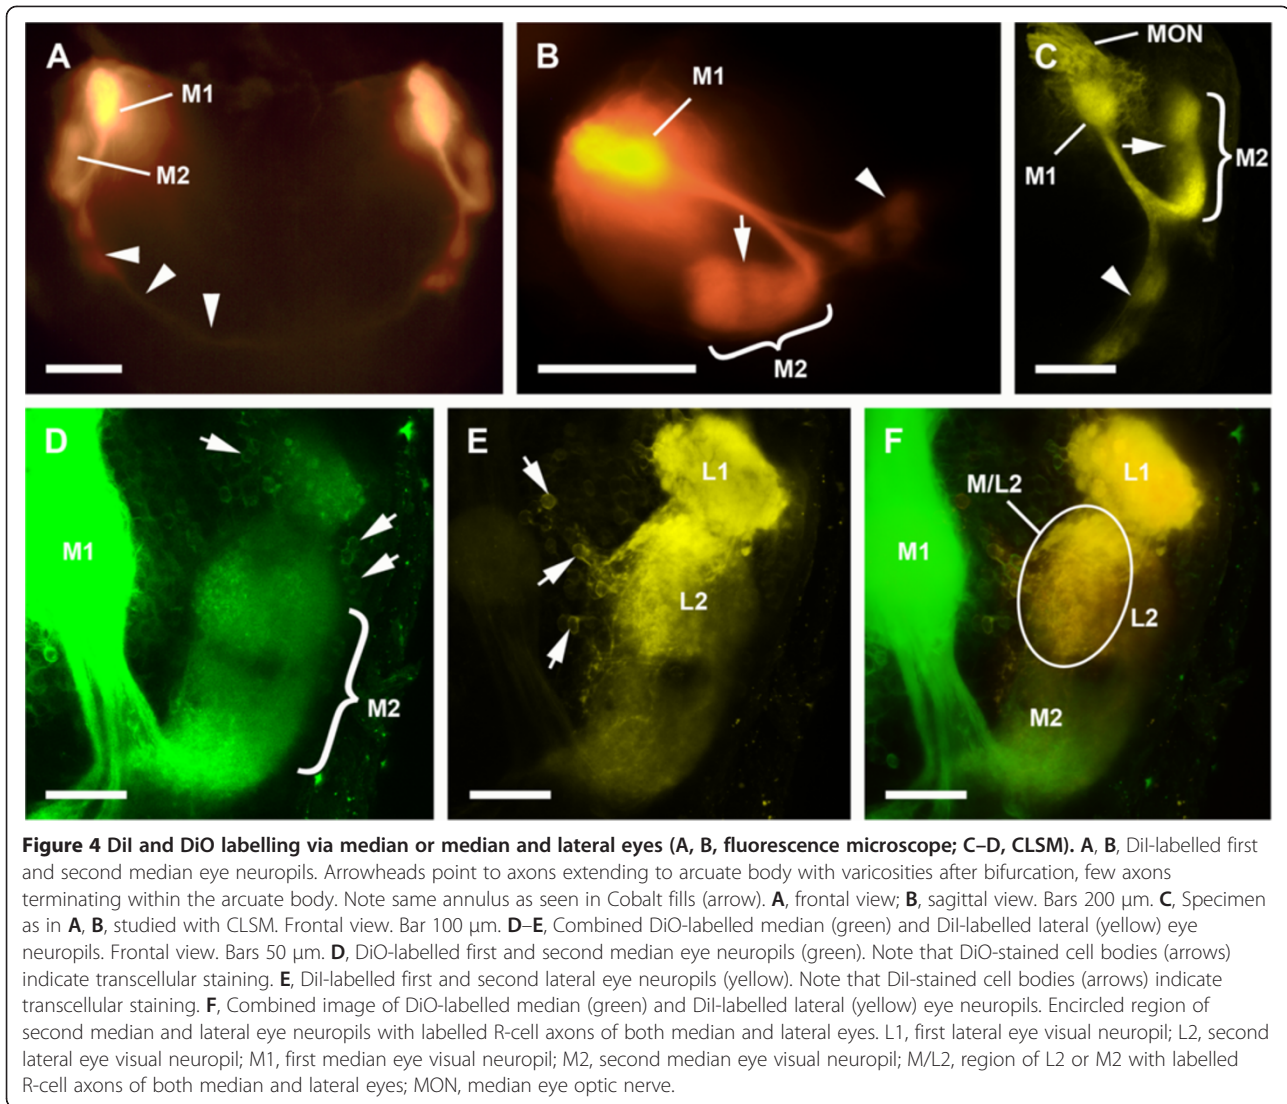 A
M1
M2
B
M1
M2
C
MON
M1
M2
D
M1
M2
E
L1
L2
F
M/L2
L1
M1
L2
M2
Figure 4 DiI and DiO labelling via median or median and lateral eyes (A, B, fluorescence microscope; C–D, CLSM). A, B, DiI-labelled first
and second median eye neuropils. Arrowheads point to axons extending to arcuate body with varicosities after bifurcation, few axons
terminating within the arcuate body. Note same annulus as seen in Cobalt fills (arrow). A, frontal view; B, sagittal view. Bars 200 μm. C, Specimen
as in A, B, studied with CLSM. Frontal view. Bar 100 μm. D–E, Combined DiO-labelled median (green) and DiI-labelled lateral (yellow) eye
neuropils. Frontal view. Bars 50 μm. D, DiO-labelled first and second median eye neuropils (green). Note that DiO-stained cell bodies (arrows)
indicate transcellular staining. E, DiI-labelled first and second lateral eye neuropils (yellow). Note that DiI-stained cell bodies (arrows) indicate
transcellular staining. F, Combined image of DiO-labelled median (green) and DiI-labelled lateral (yellow) eye neuropils. Encircled region of
second median and lateral eye neuropils with labelled R-cell axons of both median and lateral eyes. L1, first lateral eye visual neuropil; L2, second
lateral eye visual neuropil; M1, first median eye visual neuropil; M2, second median eye visual neuropil; M/L2, region of L2 or M2 with labelled
R-cell axons of both median and lateral eyes; MON, median eye optic nerve.